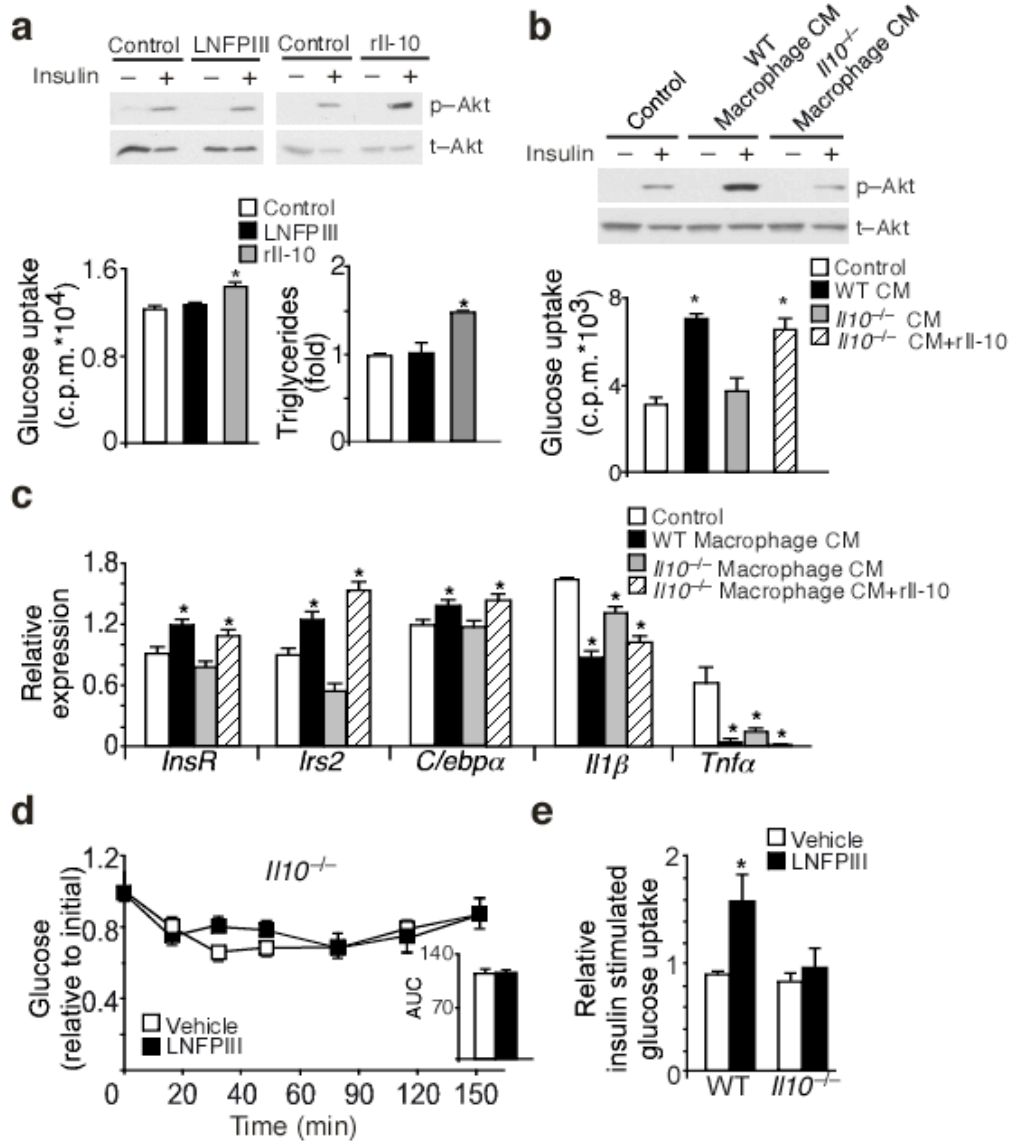 a
Control LNFPIII Control rIl-10
Insulin − + − + − + − +
p–Akt
t–Akt
Control
LNFPIII
rIl-10
Glucose uptake
(c.p.m.*10⁴)
1.6
0.8
0
*
Triglycerides
(fold)
2
1
0
*
b
Control
WT
Macrophage CM
Il10⁻/⁻
Macrophage CM
Insulin − + − + − +
p–Akt
t–Akt
Control
WT CM
Il10⁻/⁻ CM
Il10⁻/⁻ CM+rIl-10
Glucose uptake
(c.p.m.*10³)
8
4
0
* *
c
Control
WT Macrophage CM
Il10⁻/⁻ Macrophage CM
Il10⁻/⁻ Macrophage CM+rIl-10
Relative
expression
1.8
1.2
0.6
0
* * * * * * * * * * * *
InsR Irs2 C/ebpα Il1β Tnfα
d
Il10⁻/⁻
Glucose
(relative to initial)
1.2
0.8
0.4
Vehicle
LNFPIII
AUC
140
70
0 20 40 60 90 120 150
Time (min)
e
Vehicle
LNFPIII
Relative
insulin stimulated
glucose uptake
2
1
0
*
WT Il10⁻/⁻